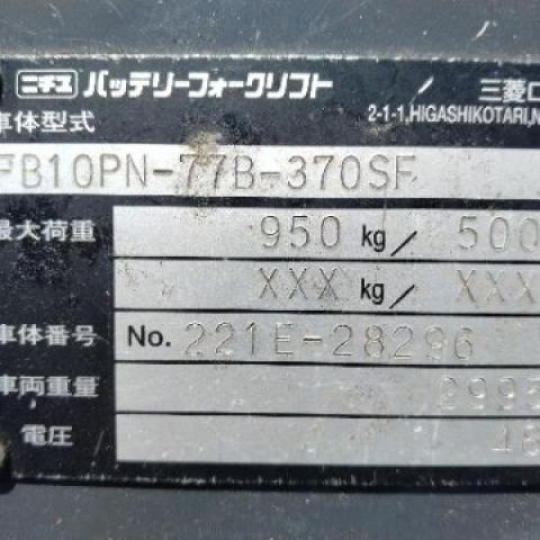 ニチユ バッテリーフォークリフト 三菱ロ
2-1-1,HIGASHIKOTARI,N
車体型式
FB10PN-77B-370SF
最大荷重 950 kg/ 500
XXX kg/ XXX
車体番号 No. 221E-28296
車両重量 299
電圧